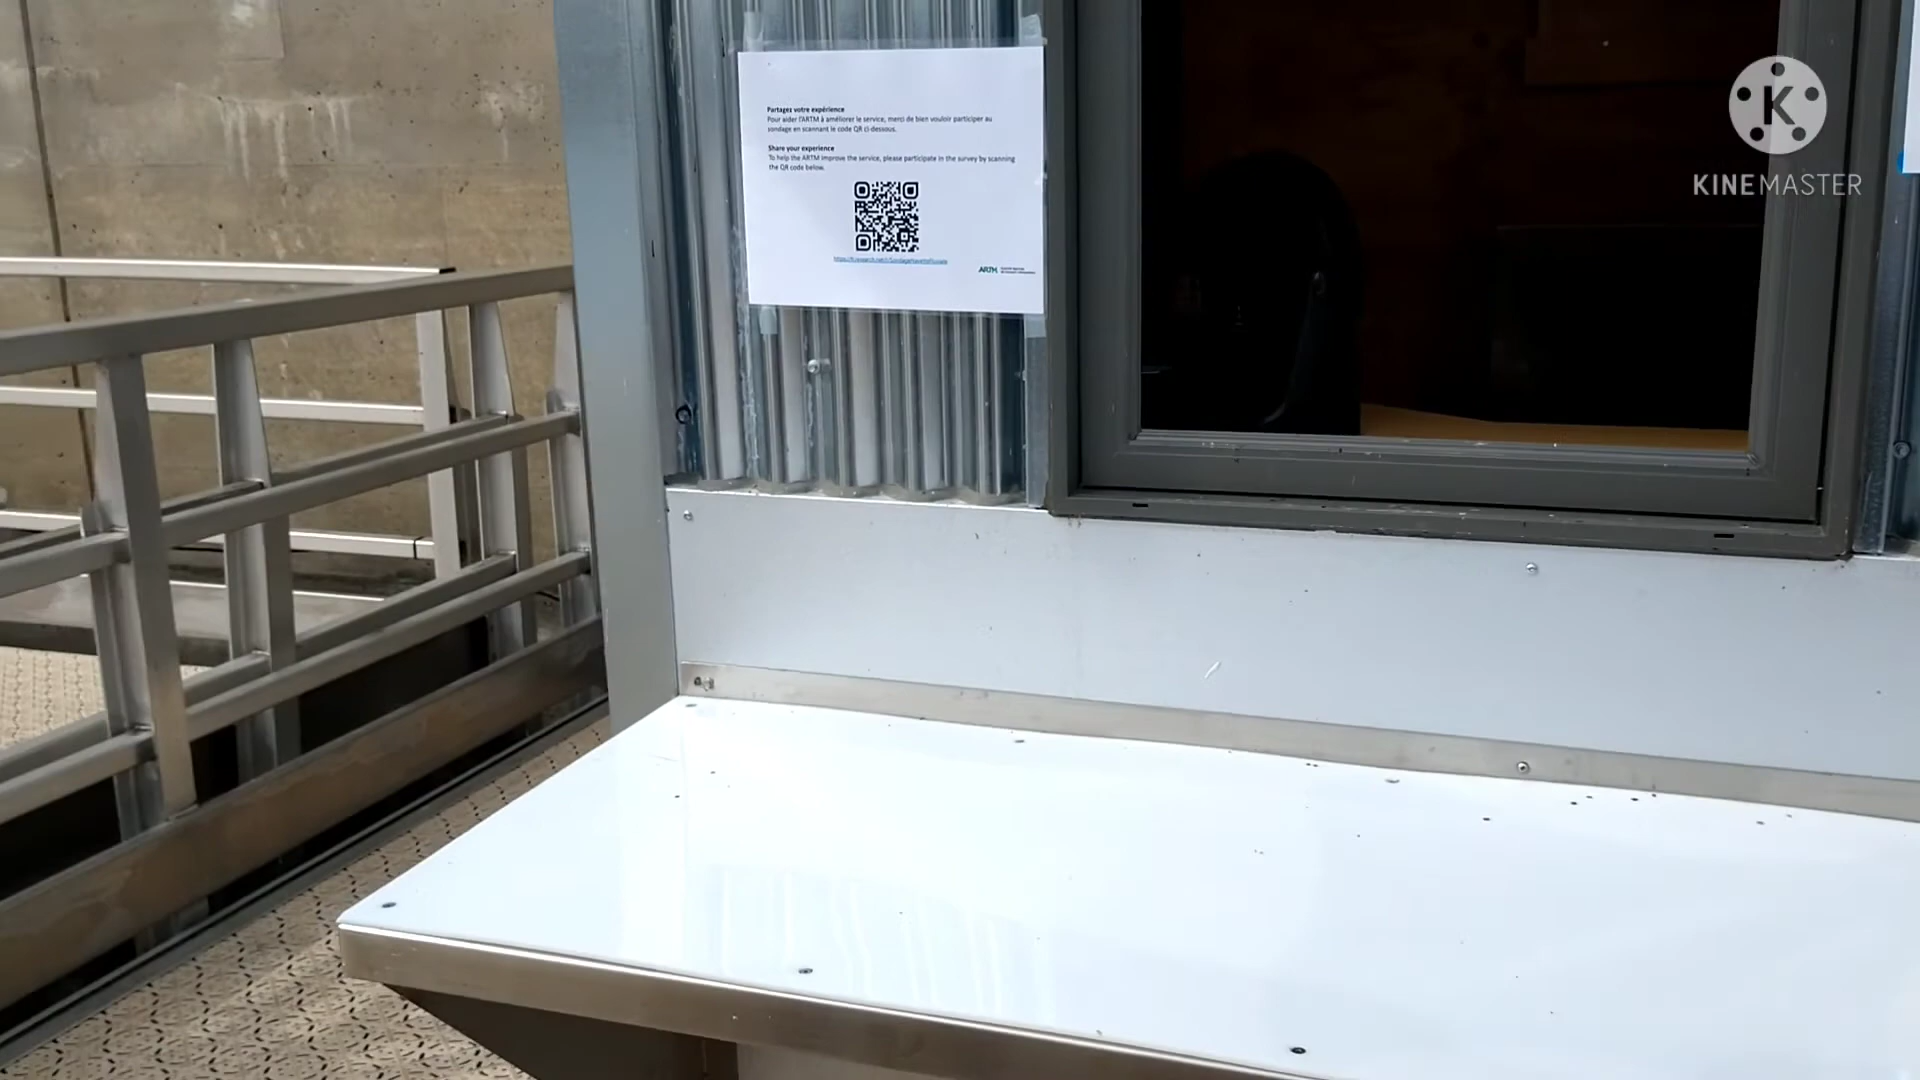 Partagez votre expérience
Pour aider l'ARTM à améliorer le service, merci de bien vouloir participer au
sondage en scannant le code QR ci-dessous.
Share your experience
To help the ARTM improve the service, please participate in the survey by scanning
the QR code below.
ARTM
K
KINEMASTER